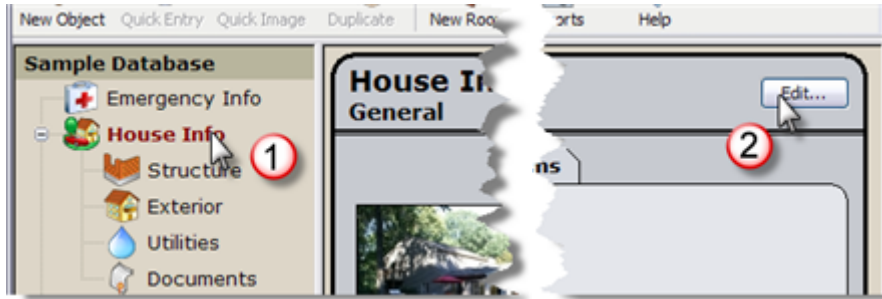 New Object Quick Entry Quick Image Duplicate New Roo orts Help
Sample Database
Emergency Info
House Info
1
Structure
Exterior
Utilities
Documents
House In
General
Edit...
2
ms